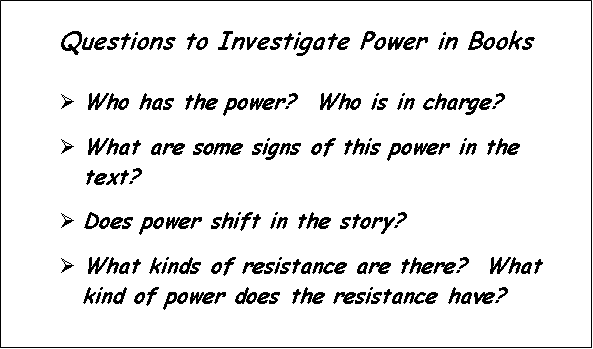 Questions to Investigate Power in Books
➢ Who has the power? Who is in charge?
➢ What are some signs of this power in the
text?
➢ Does power shift in the story?
➢ What kinds of resistance are there? What
kind of power does the resistance have?